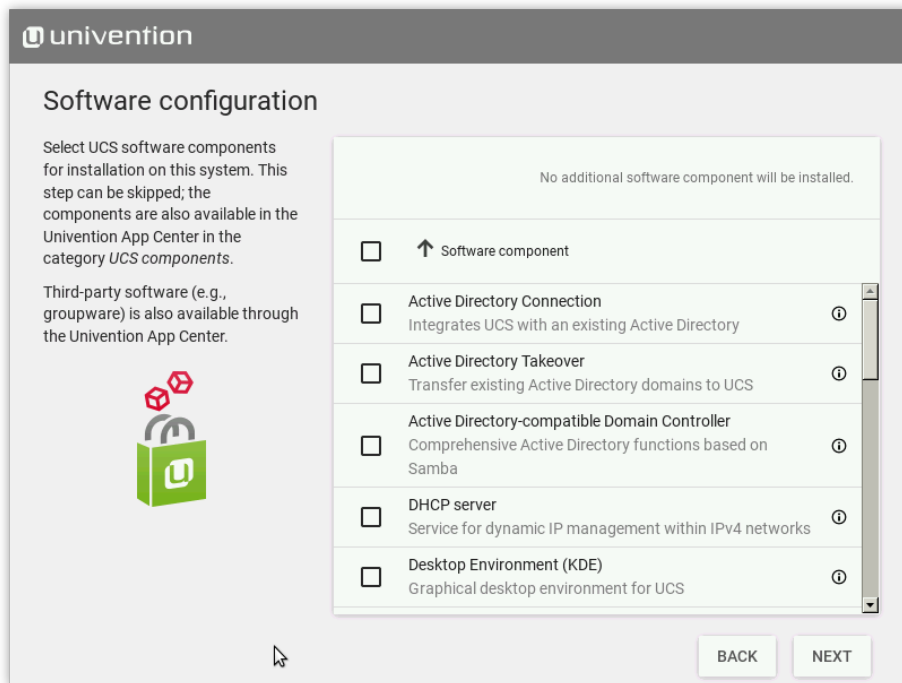 univention
Software configuration
Select UCS software components
for installation on this system. This
step can be skipped; the
components are also available in the
Univention App Center in the
category UCS components.
Third-party software (e.g.,
groupware) is also available through
the Univention App Center.
No additional software component will be installed.
Software component
Active Directory Connection
Integrates UCS with an existing Active Directory
Active Directory Takeover
Transfer existing Active Directory domains to UCS
Active Directory-compatible Domain Controller
Comprehensive Active Directory functions based on
Samba
DHCP server
Service for dynamic IP management within IPv4 networks
Desktop Environment (KDE)
Graphical desktop environment for UCS
BACK NEXT